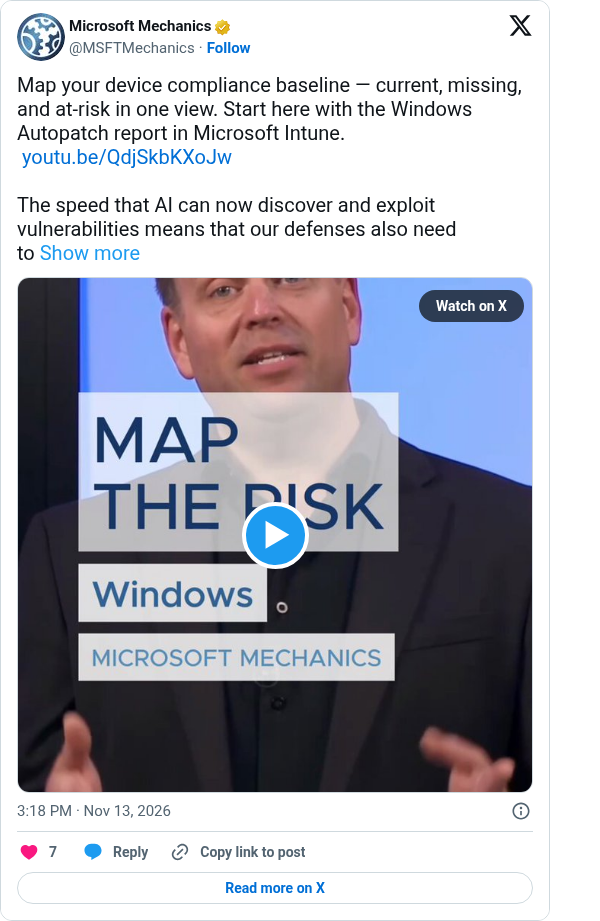 Microsoft Mechanics
@MSFTMechanics · Follow
Map your device compliance baseline — current, missing,
and at-risk in one view. Start here with the Windows
Autopatch report in Microsoft Intune.
youtu.be/QdjSkbKXoJw
The speed that AI can now discover and exploit
vulnerabilities means that our defenses also need
to Show more
Watch on X
MAP
THE RISK
Windows
MICROSOFT MECHANICS
3:18 PM · Nov 13, 2026
7 Reply Copy link to post
Read more on X